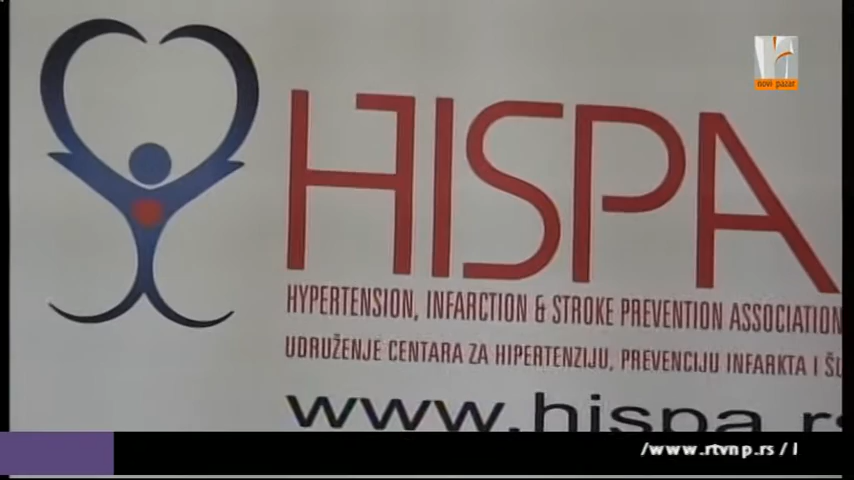 novi pazar
HISPA
HYPERTENSION, INFARCTION & STROKE PREVENTION ASSOCIATION
UDRUŽENJE CENTARA ZA HIPERTENZIJU, PREVENCIJU INFARKTA I
www.hispa.rs
/www.rtvnp.rs /